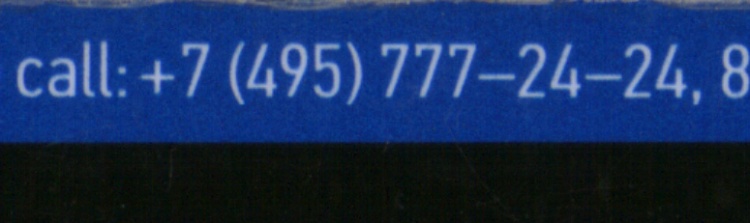 call: +7 (495) 777–24–24, 8